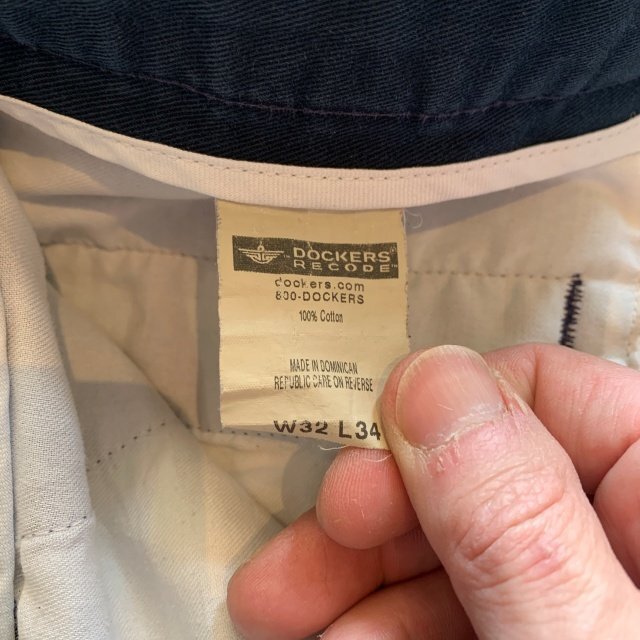 DOCKERS
RECODE
dockers.com
800-DOCKERS
100% Cotton
MADE IN DOMINICAN
REPUBLIC CARE ON REVERSE
W32 L34